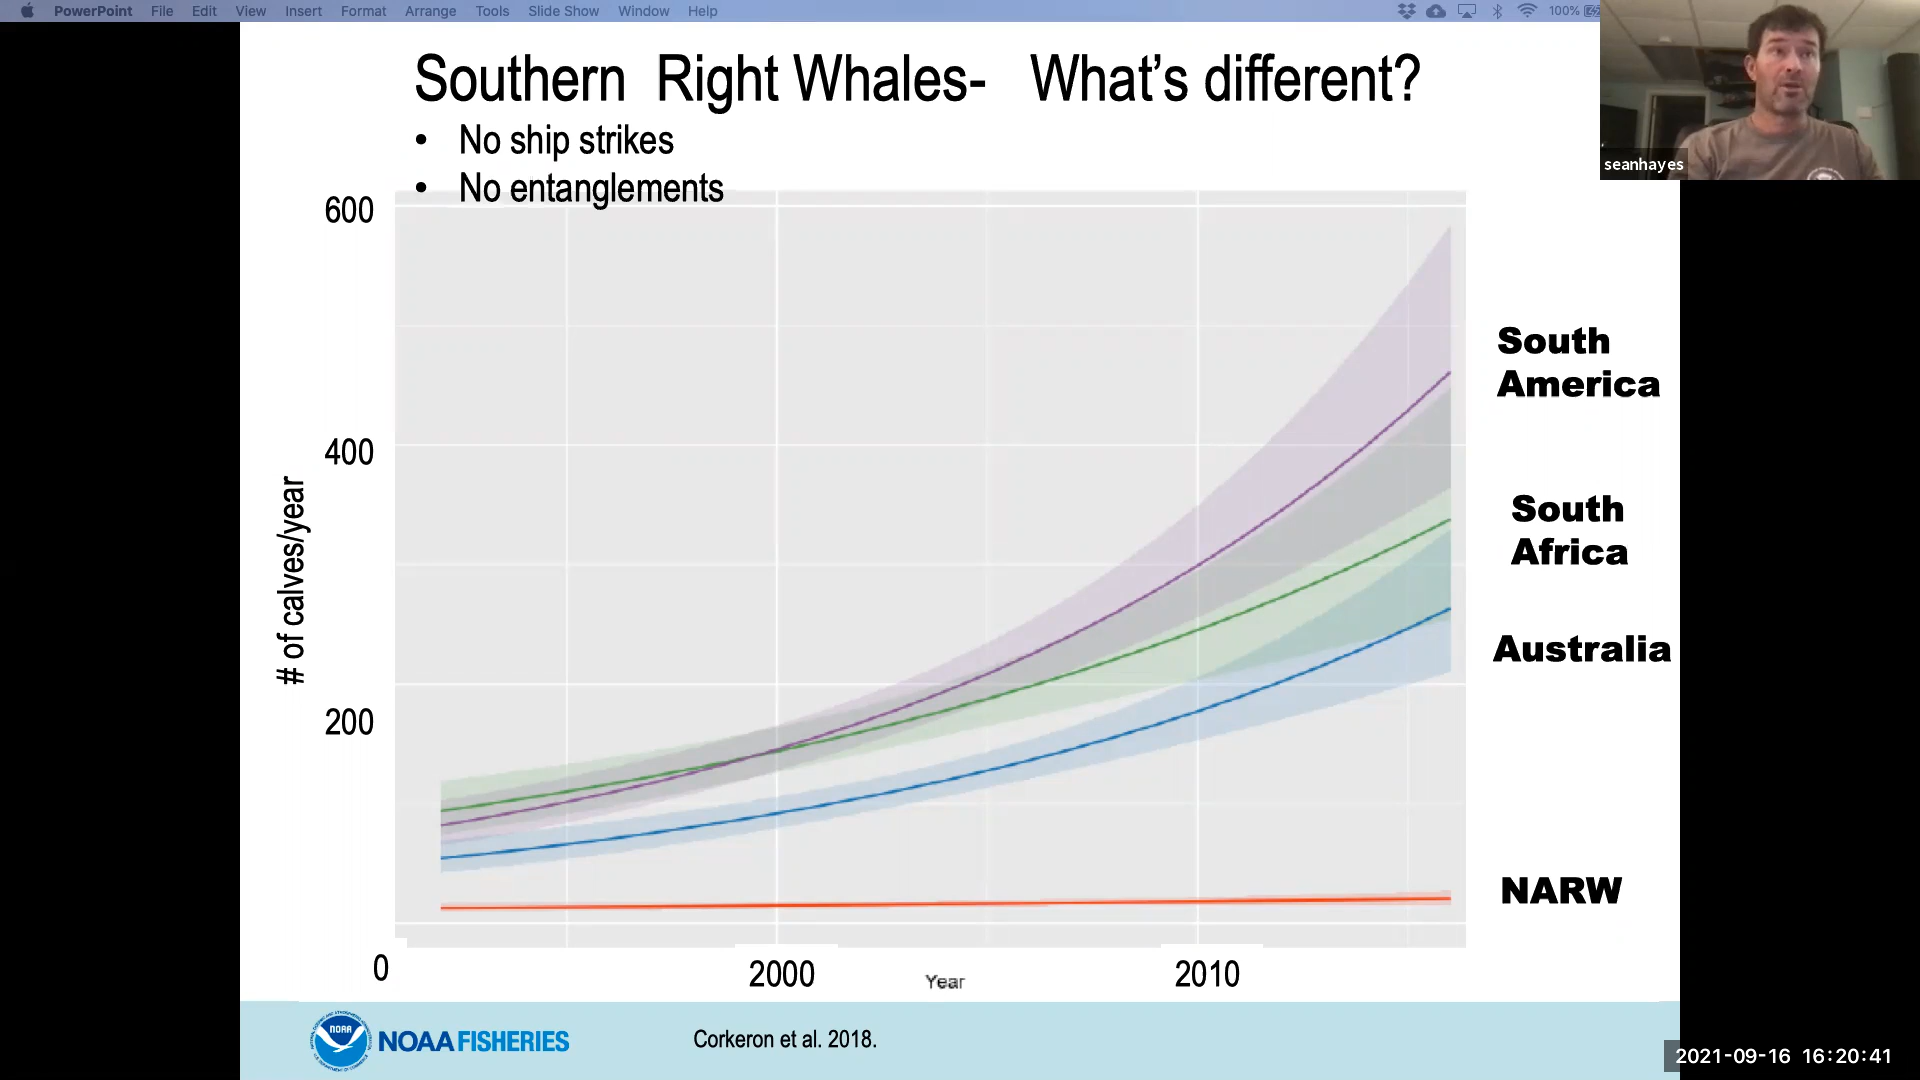 PowerPoint File Edit View Insert Format Arrange Tools Slide Show Window Help 100%
seanhayes
Southern Right Whales- What's different?
• No ship strikes
• No entanglements
600
400
200
0
# of calves/year
2000
2010
Year
South
America
South
Africa
Australia
NARW
NOAA
NOAA FISHERIES
Corkeron et al. 2018.
2021-09-16 16:20:41